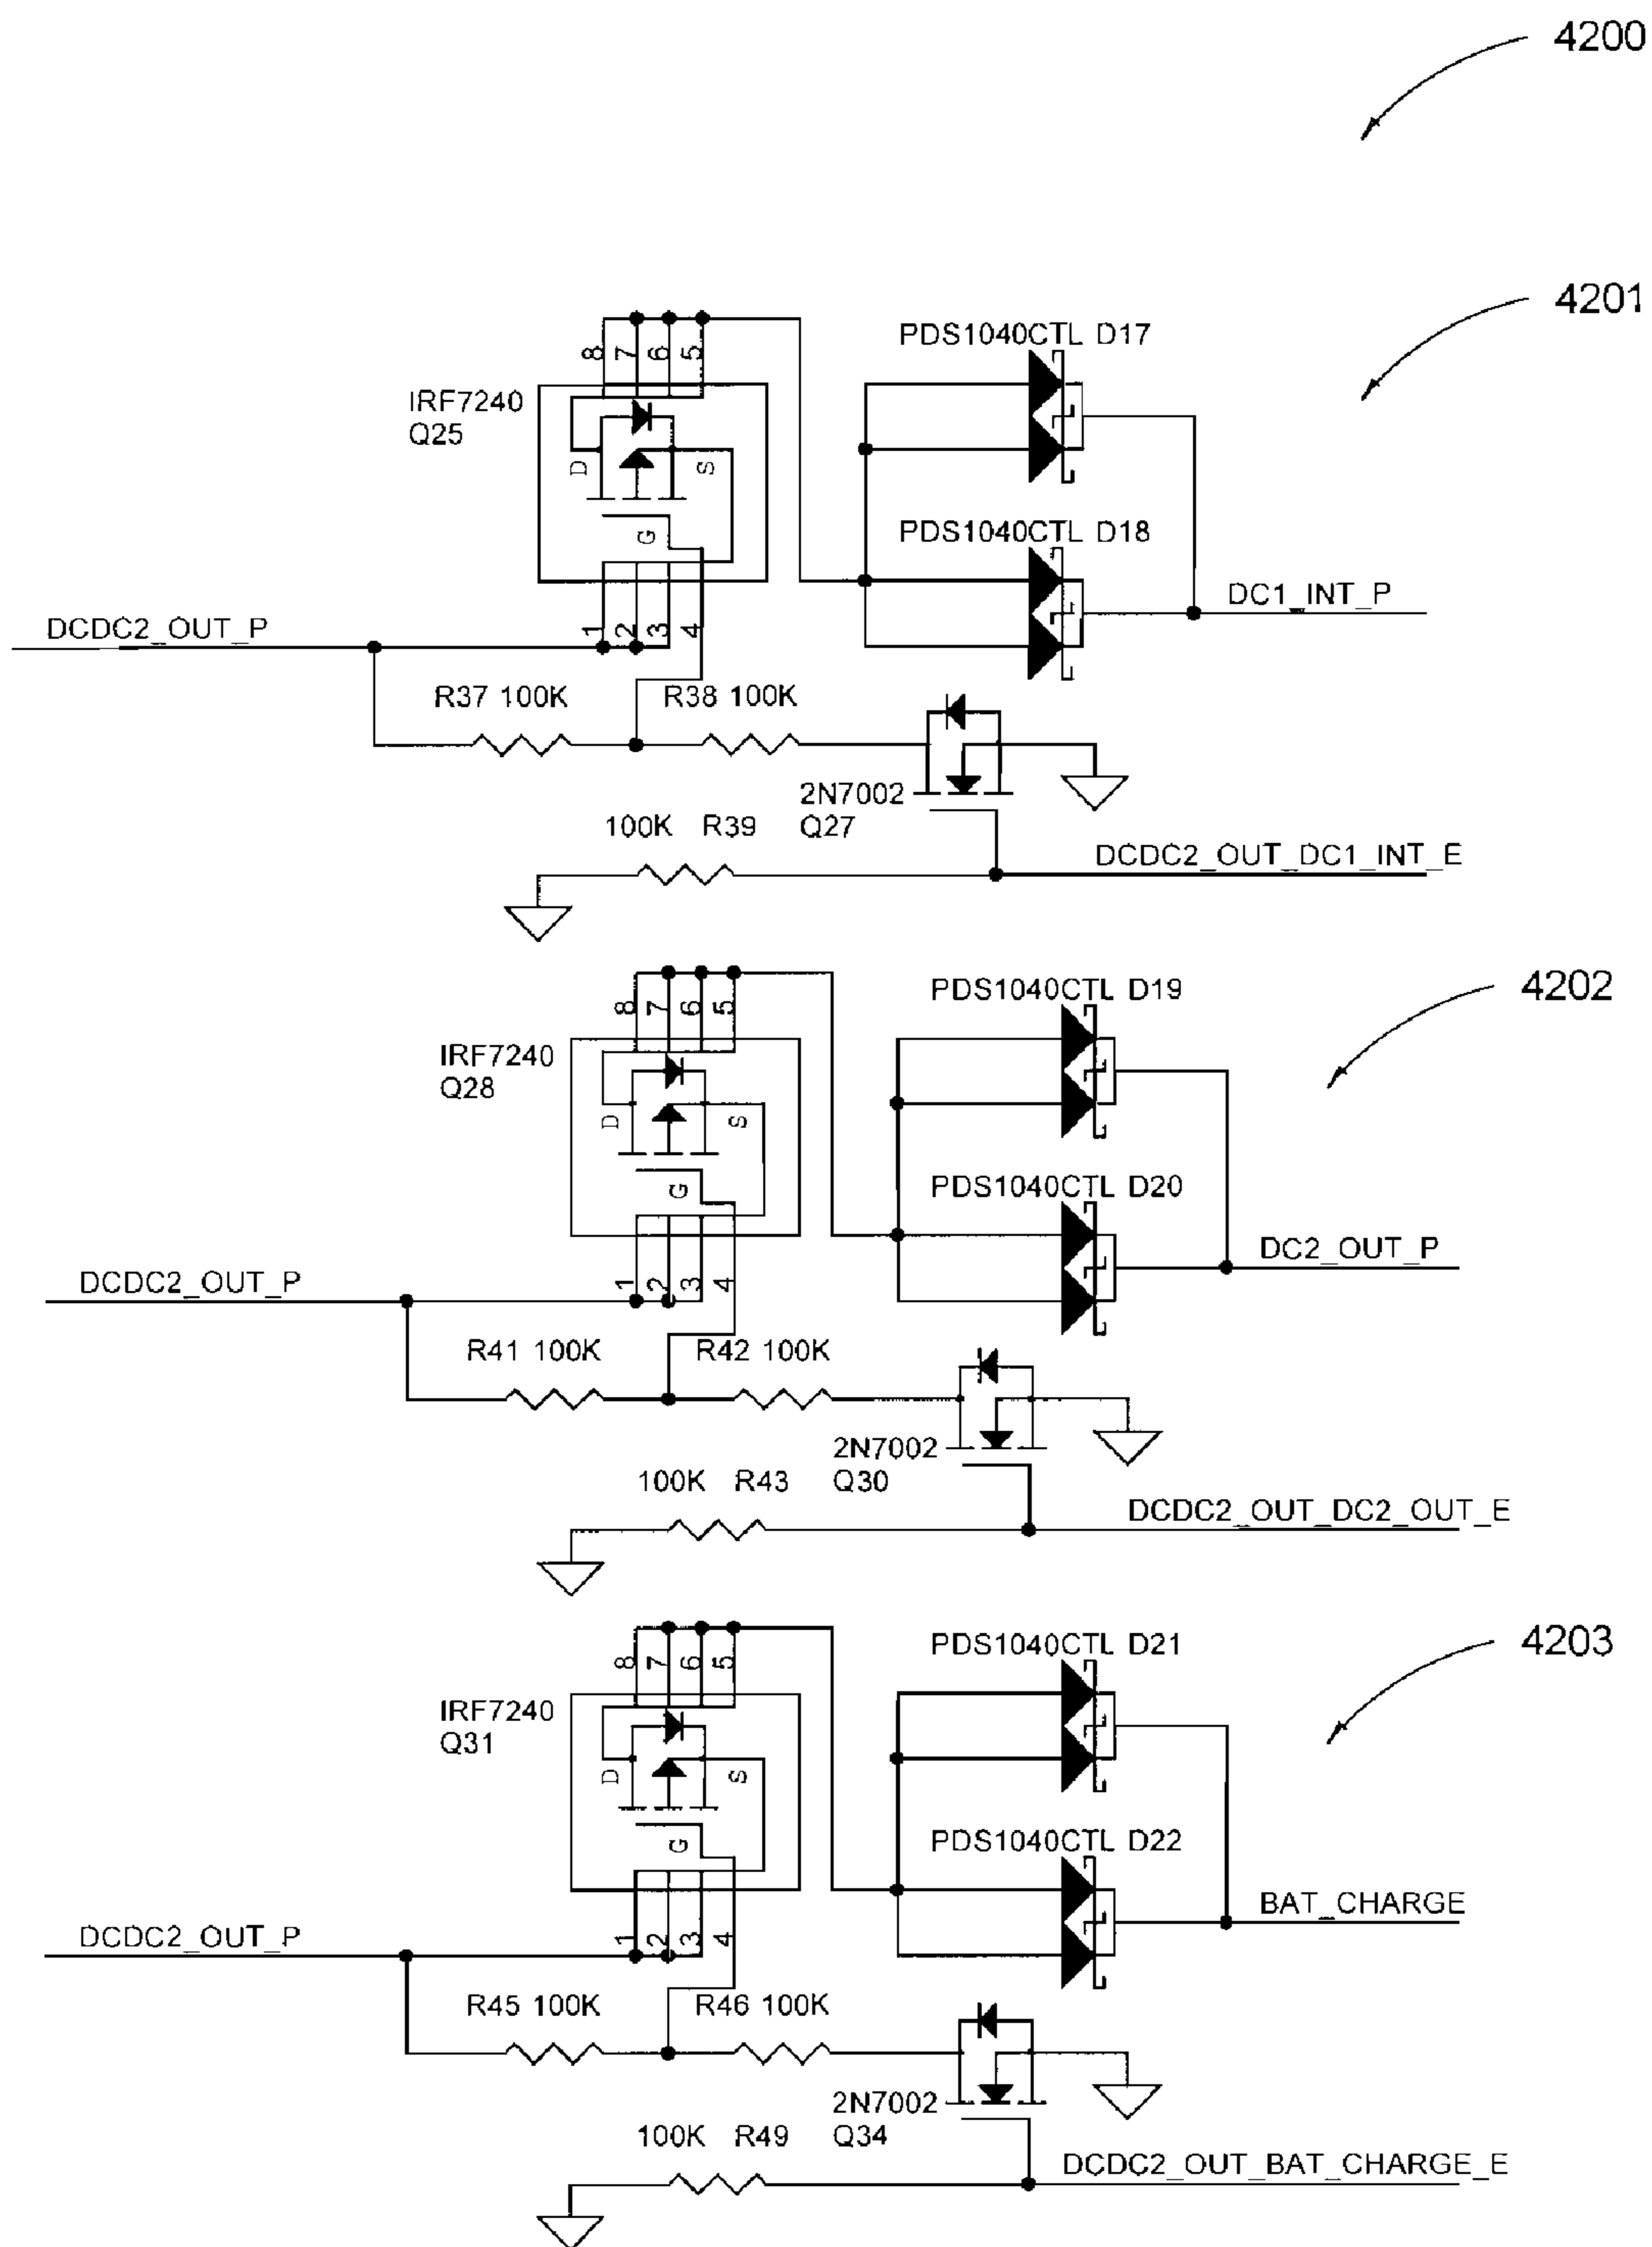 4200
4201
PDS1040CTL D17
8 7 6 5
IRF7240
Q25
D S
G
PDS1040CTL D18
DC1_INT_P
DCDC2_OUT_P
1 2 3 4
R37 100K R38 100K
2N7002
Q27
100K R39
DCDC2_OUT_DC1_INT_E
4202
PDS1040CTL D19
8 7 6 5
IRF7240
Q28
D S
G
PDS1040CTL D20
DC2_OUT_P
DCDC2_OUT_P
1 2 3 4
R41 100K R42 100K
2N7002
Q30
100K R43
DCDC2_OUT_DC2_OUT_E
4203
PDS1040CTL D21
8 7 6 5
IRF7240
Q31
D S
G
PDS1040CTL D22
BAT_CHARGE
DCDC2_OUT_P
1 2 3 4
R45 100K R46 100K
2N7002
Q34
100K R49
DCDC2_OUT_BAT_CHARGE_E